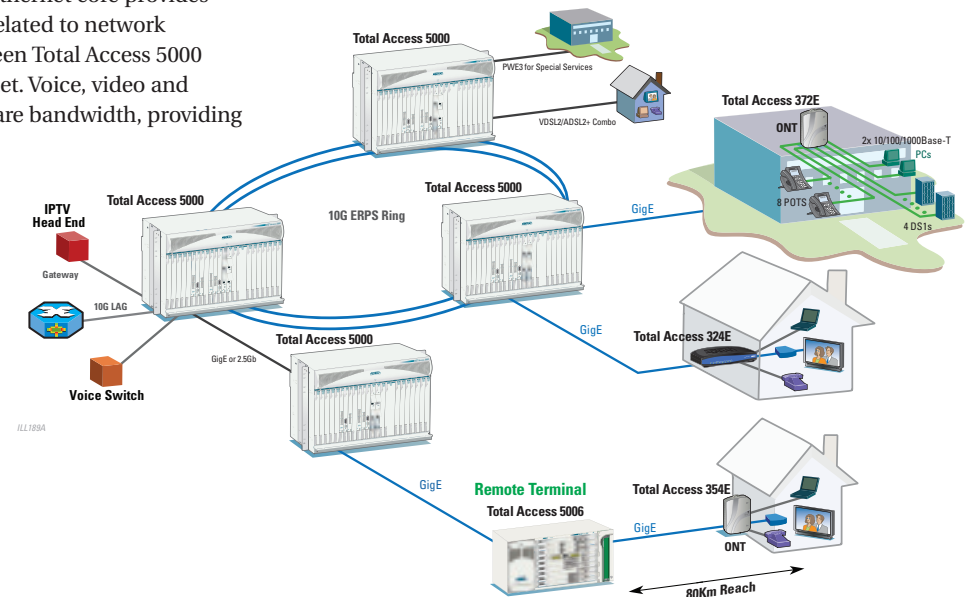 thernet core provides
elated to network
een Total Access 5000
et. Voice, video and
are bandwidth, providing
Total Access 5000
PWE3 for Special Services
VDSL2/ADSL2+ Combo
Total Access 372E
ONT
2x 10/100/1000Base-T
PCs
8 POTS
4 DS1s
Total Access 5000
10G ERPS Ring
GigE
Total Access 5000
IPTV
Head End
Gateway
10G LAG
Voice Switch
GigE or 2.5Gb
Total Access 5000
GigE
Total Access 324E
ILL189A
GigE
Remote Terminal
Total Access 5006
GigE
Total Access 354E
ONT
80Km Reach